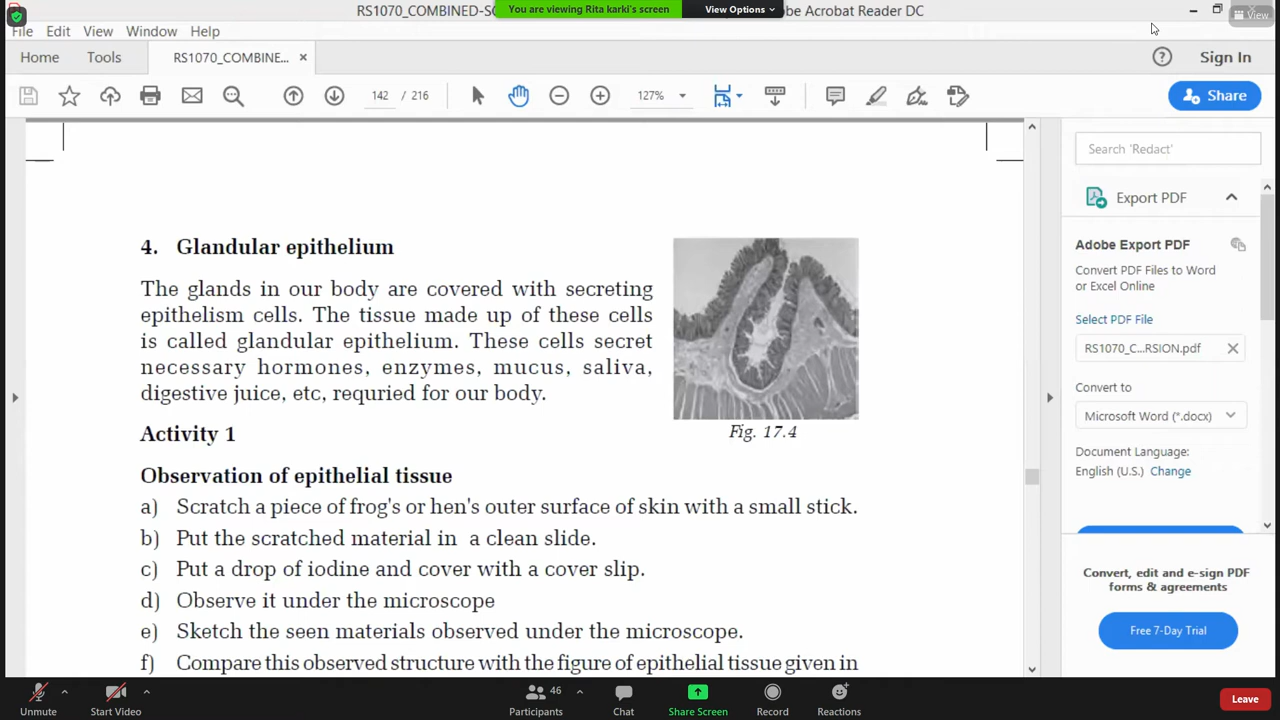 RS1070_COMBINED-SC
You are viewing Rita karki's screen
View Options
be Acrobat Reader DC
View
File Edit View Window Help
Home Tools RS1070_COMBINE... ×
Sign In
142 / 216
127%
Share
Search 'Redact'
Export PDF
Adobe Export PDF
Convert PDF Files to Word
or Excel Online
Select PDF File
RS1070_C...RSION.pdf
Convert to
Microsoft Word (*.docx)
Document Language:
English (U.S.) Change
Convert, edit and e-sign PDF
forms & agreements
Free 7-Day Trial
4. Glandular epithelium
The glands in our body are covered with secreting
epithelism cells. The tissue made up of these cells
is called glandular epithelium. These cells secret
necessary hormones, enzymes, mucus, saliva,
digestive juice, etc, requried for our body.
Fig. 17.4
Activity 1
Observation of epithelial tissue
a) Scratch a piece of frog's or hen's outer surface of skin with a small stick.
b) Put the scratched material in a clean slide.
c) Put a drop of iodine and cover with a cover slip.
d) Observe it under the microscope
e) Sketch the seen materials observed under the microscope.
f) Compare this observed structure with the figure of epithelial tissue given in
Unmute
Start Video
46
Participants
Chat
Share Screen
Record
Reactions
Leave